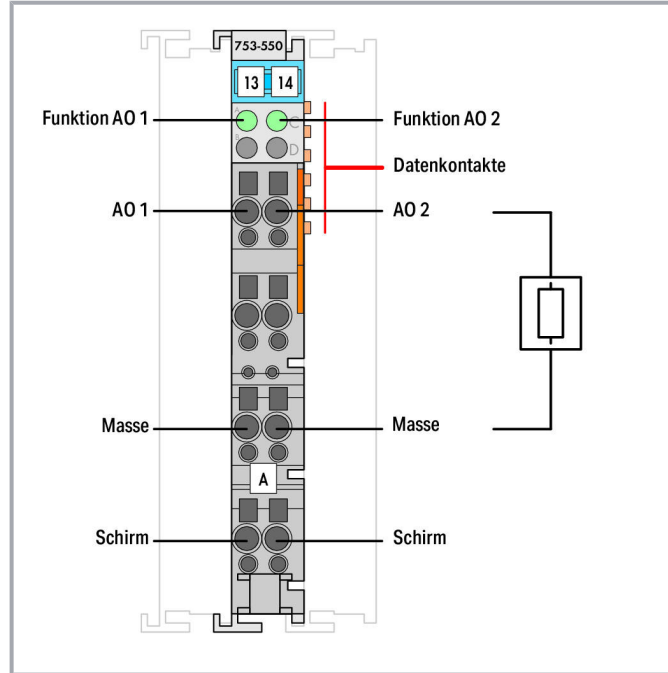 753-550
13 14
Funktion AO 1
Funktion AO 2
A
C
B
D
Datenkontakte
AO 1
AO 2
Masse
Masse
A
Schirm
Schirm